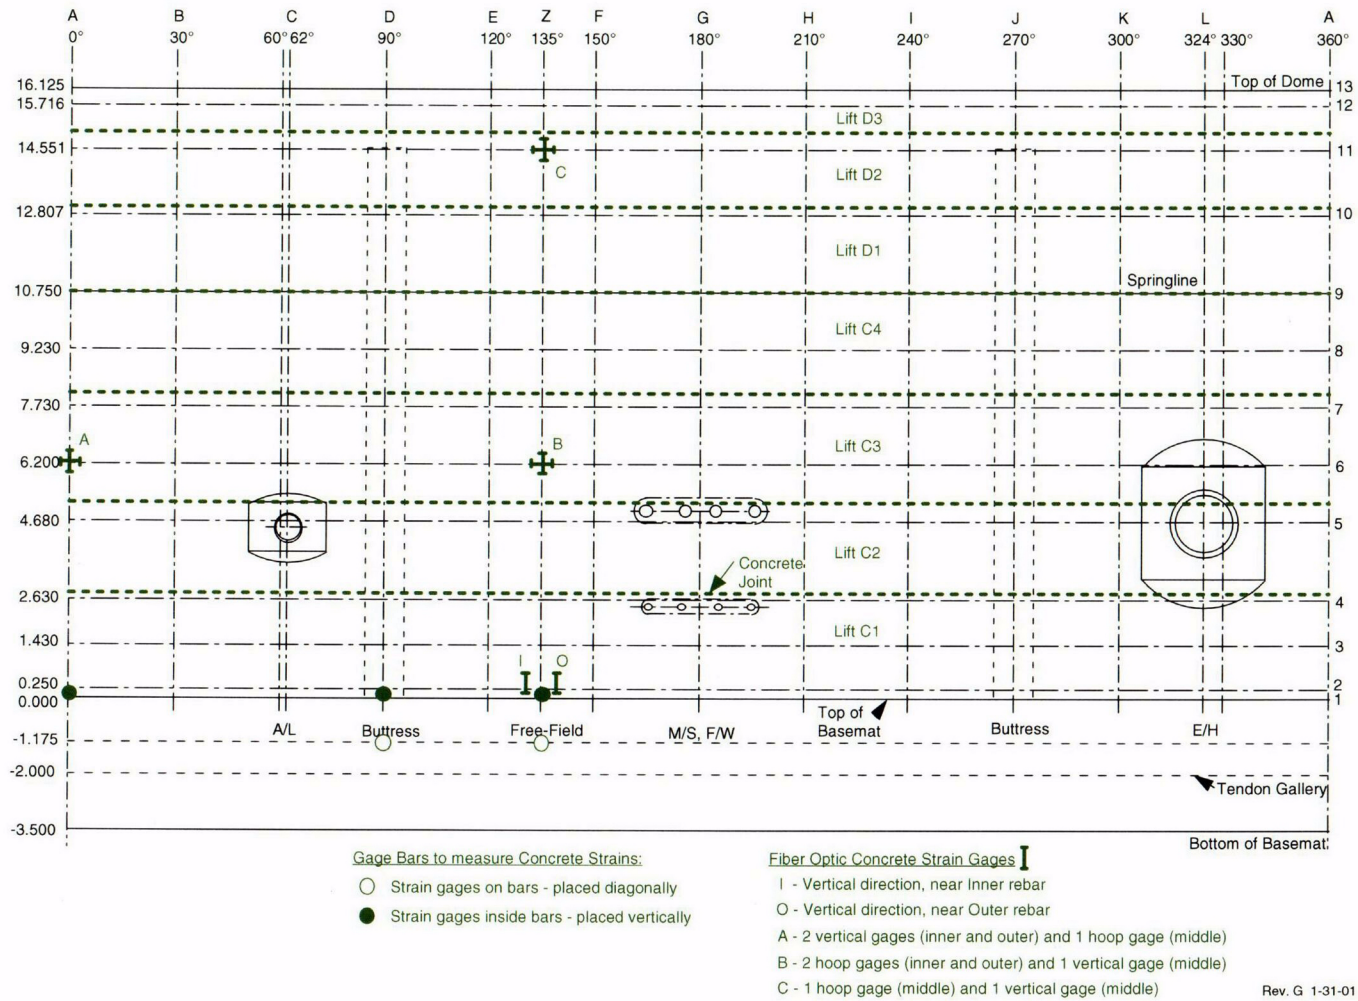 A B C D E Z F G H I J K L A
0° 30° 60° 62° 90° 120° 135° 150° 180° 210° 240° 270° 300° 324° 330° 360°
16.125 Top of Dome 13
15.716 12
Lift D3
14.551 11
C Lift D2
12.807 10
Lift D1
Springline
10.750 9
Lift C4
9.230 8
7.730 7
A B Lift C3
6.200 6
4.680 5
Lift C2
Concrete
Joint
2.630 4
Lift C1
1.430 3
I O
0.250 2
0.000 1
Top of
Basemat
A/L Buttress Free-Field M/S, F/W Buttress E/H
-1.175
-2.000
Tendon Gallery
-3.500
Bottom of Basemat
Gage Bars to measure Concrete Strains:
Strain gages on bars - placed diagonally
Strain gages inside bars - placed vertically
Fiber Optic Concrete Strain Gages
I - Vertical direction, near Inner rebar
O - Vertical direction, near Outer rebar
A - 2 vertical gages (inner and outer) and 1 hoop gage (middle)
B - 2 hoop gages (inner and outer) and 1 vertical gage (middle)
C - 1 hoop gage (middle) and 1 vertical gage (middle)
Rev. G 1-31-01